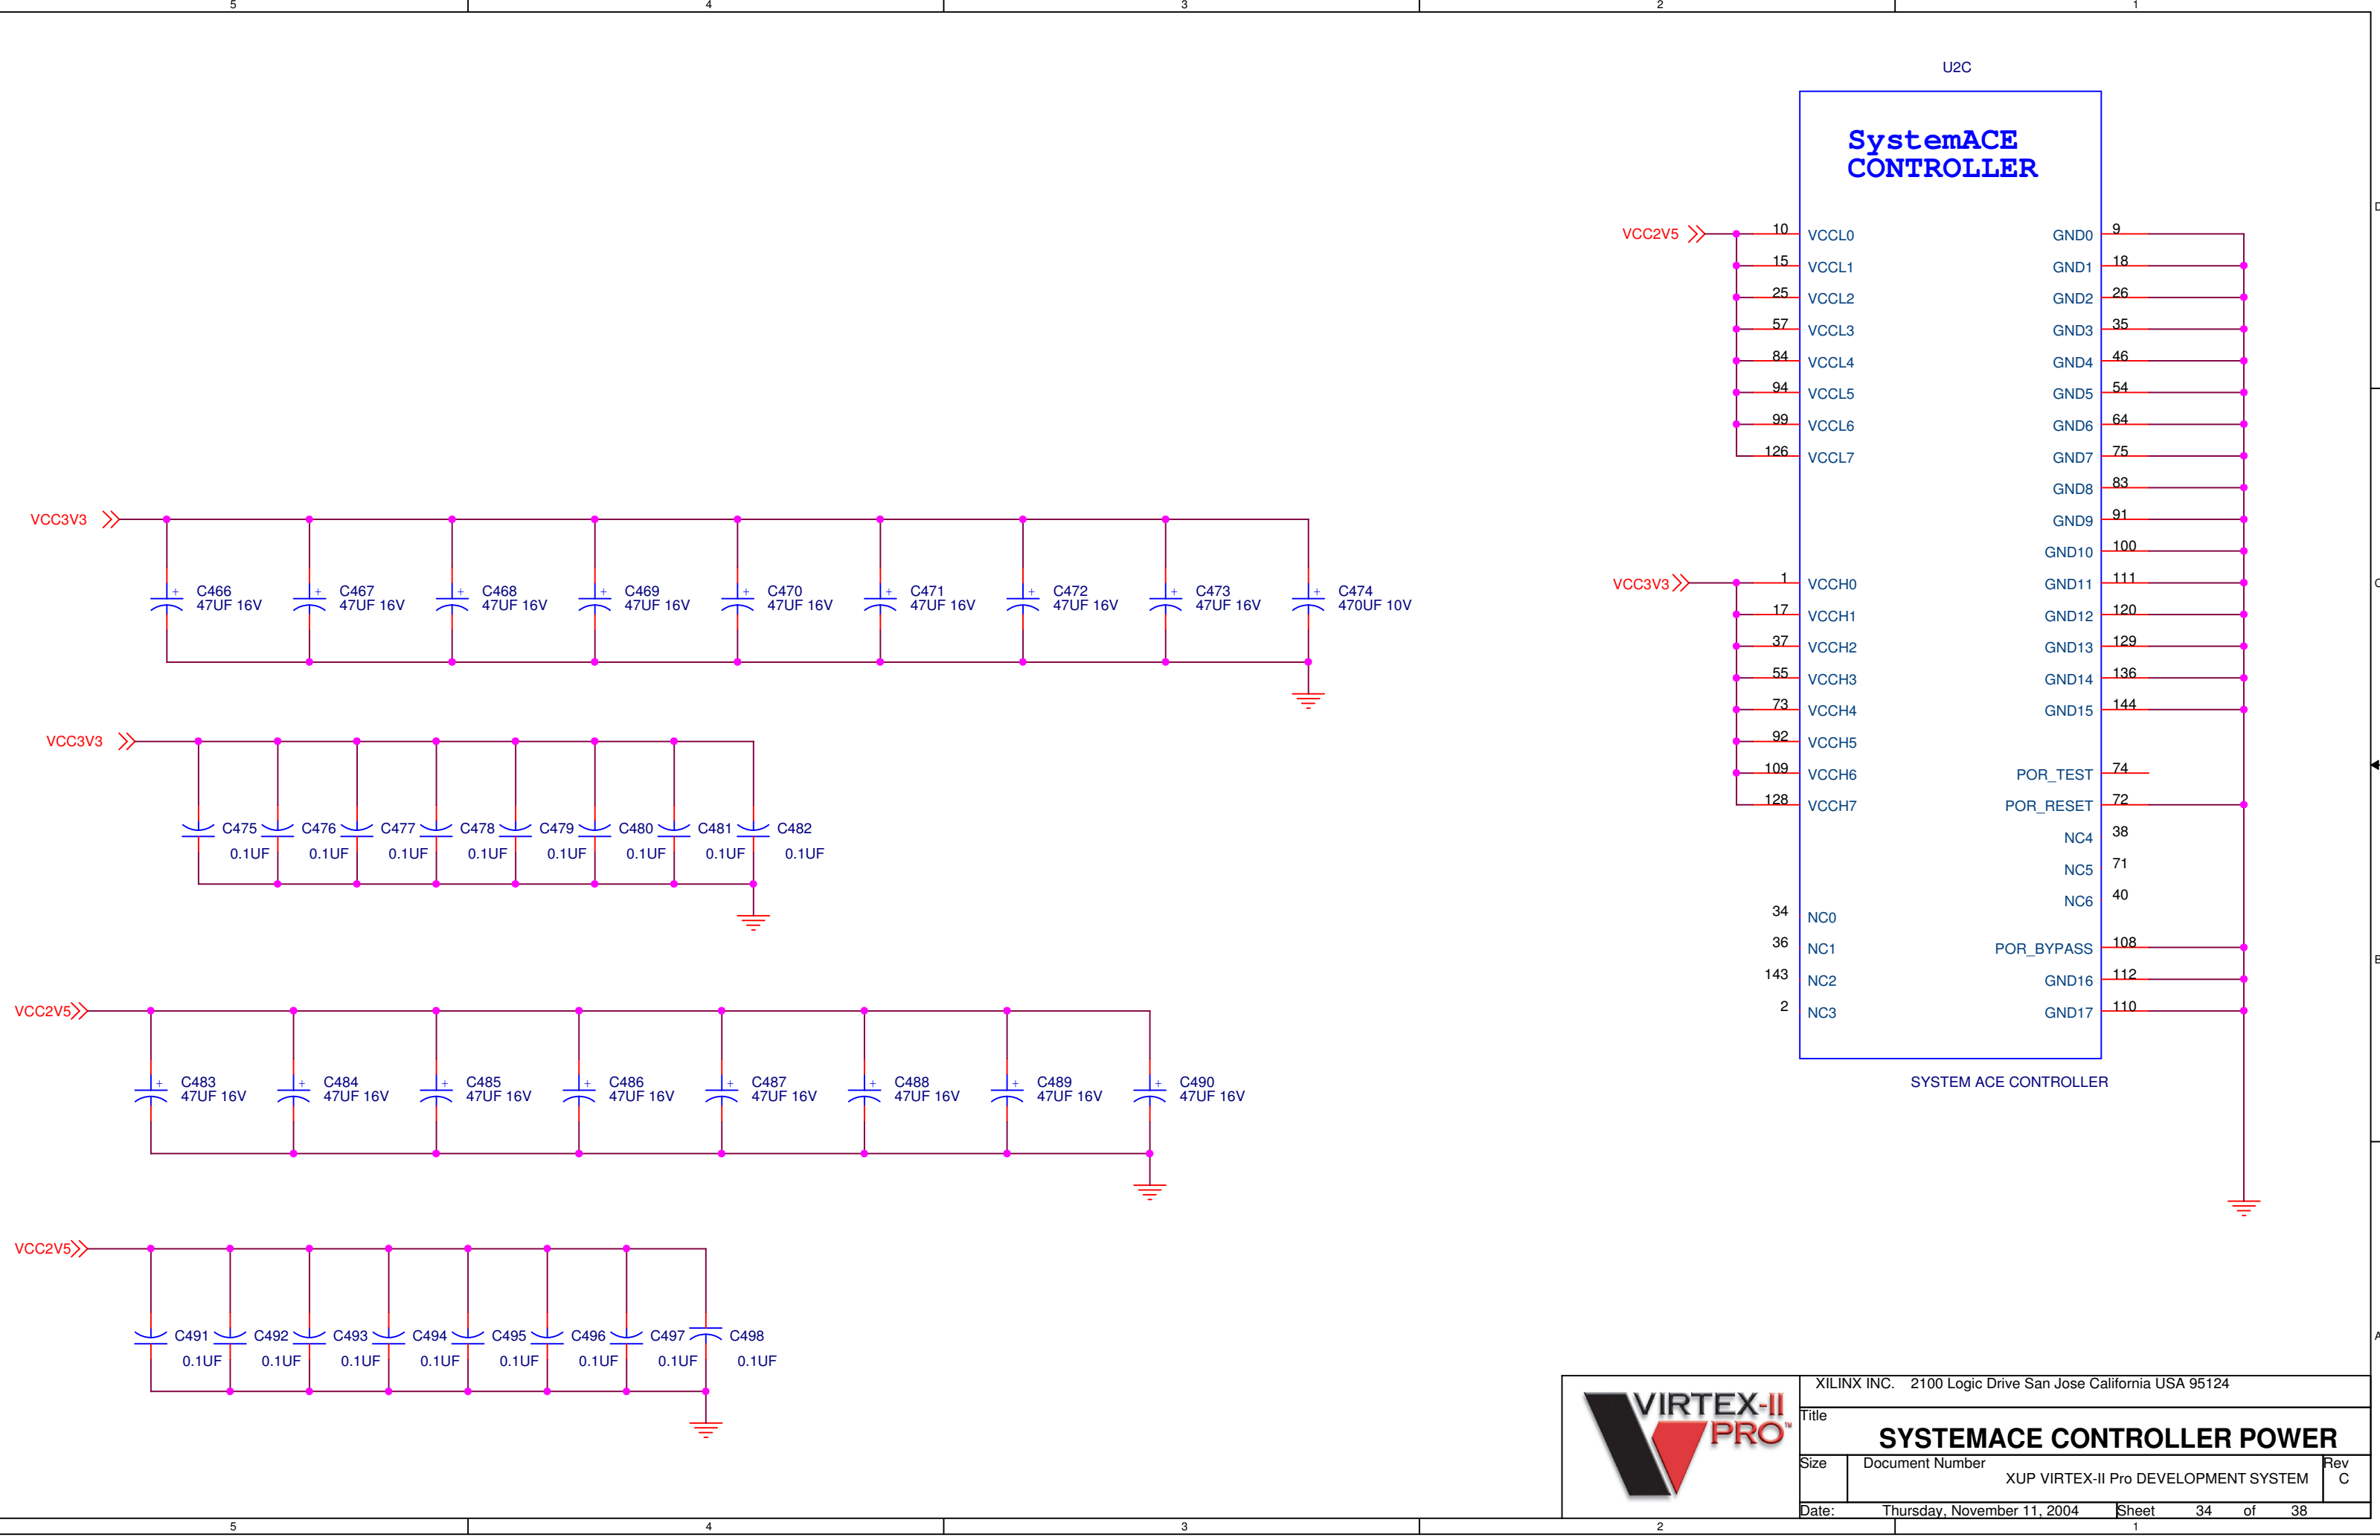 5 4 3 2 1
U2C
SystemACE
CONTROLLER
VCC2V5
10 VCCL0
15 VCCL1
25 VCCL2
57 VCCL3
84 VCCL4
94 VCCL5
99 VCCL6
126 VCCL7
VCC3V3
1 VCCH0
17 VCCH1
37 VCCH2
55 VCCH3
73 VCCH4
92 VCCH5
109 VCCH6
128 VCCH7
34 NC0
36 NC1
143 NC2
2 NC3
GND0 9
GND1 18
GND2 26
GND3 35
GND4 46
GND5 54
GND6 64
GND7 75
GND8 83
GND9 91
GND10 100
GND11 111
GND12 120
GND13 129
GND14 136
GND15 144
POR_TEST 74
POR_RESET 72
NC4 38
NC5 71
NC6 40
POR_BYPASS 108
GND16 112
GND17 110
SYSTEM ACE CONTROLLER
D
C
B
A
VCC3V3
C466 C467 C468 C469 C470 C471 C472 C473 C474
47UF 16V 47UF 16V 47UF 16V 47UF 16V 47UF 16V 47UF 16V 47UF 16V 47UF 16V 470UF 10V
VCC3V3
C475 C476 C477 C478 C479 C480 C481 C482
0.1UF 0.1UF 0.1UF 0.1UF 0.1UF 0.1UF 0.1UF 0.1UF
VCC2V5
C483 C484 C485 C486 C487 C488 C489 C490
47UF 16V 47UF 16V 47UF 16V 47UF 16V 47UF 16V 47UF 16V 47UF 16V 47UF 16V
VCC2V5
C491 C492 C493 C494 C495 C496 C497 C498
0.1UF 0.1UF 0.1UF 0.1UF 0.1UF 0.1UF 0.1UF 0.1UF
VIRTEX-II
PRO™
XILINX INC. 2100 Logic Drive San Jose California USA 95124
Title
SYSTEMACE CONTROLLER POWER
Size Document Number Rev
XUP VIRTEX-II Pro DEVELOPMENT SYSTEM C
Date: Thursday, November 11, 2004 Sheet 34 of 38
5 4 3 2 1